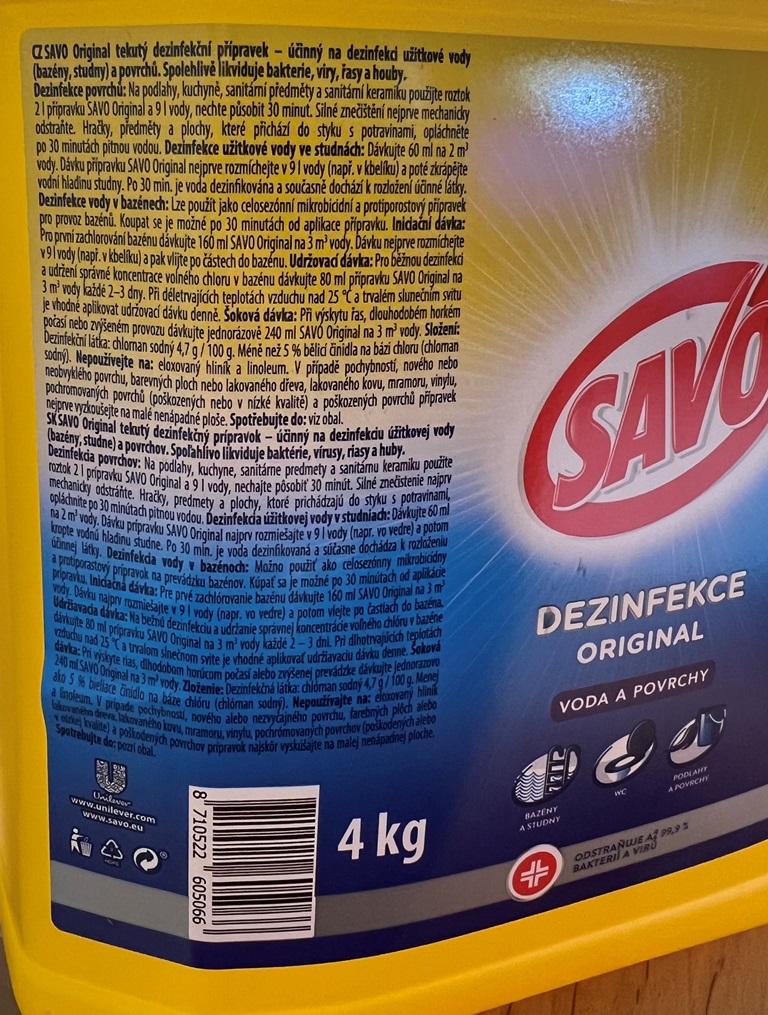 CZ SAVO Original tekutý dezinfekční přípravek – účinný na dezinfekci užitkové vody
(bazény, studny) a povrchů. Spolehlivě likviduje bakterie, viry, řasy a houby.
Dezinfekce povrchů: Na podlahy, kuchyně, sanitární předměty a sanitární keramiku použijte roztok
2 l přípravku SAVO Original a 9 l vody, nechte působit 30 minut. Silné znečištění nejprve mechanicky
odstraňte. Hračky, předměty a plochy, které přichází do styku s potravinami, opláchněte
po 30 minutách pitnou vodou. Dezinfekce užitkové vody ve studnách: Dávkujte 60 ml na 2 m³
vody. Dávku přípravku SAVO Original nejprve rozmíchejte v 9 l vody (např. v kbelíku) a poté zkrápějte
vodní hladinu studny. Po 30 min. je voda dezinfikována a současně dochází k rozložení účinné látky.
Dezinfekce vody v bazénech: Lze použít jako celosezónní mikrobicidní a protiporostový přípravek
pro provoz bazénů. Koupat se je možné po 30 minutách od aplikace přípravku. Iniciační dávka:
Pro první zachlorování bazénu dávkujte 160 ml SAVO Original na 3 m³ vody. Dávku nejprve rozmíchejte
v 9 l vody (např. v kbelíku) a pak vlijte po částech do bazénu. Udržovací dávka: Pro běžnou dezinfekci
a udržení správné koncentrace volného chloru v bazénu dávkujte 80 ml přípravku SAVO Original na
3 m³ vody každé 2–3 dny. Při déletrvajících teplotách vzduchu nad 25 °C a trvalém slunečním svitu
je vhodné aplikovat udržovací dávku denně. Šoková dávka: Při výskytu řas, dlouhodobém horkém
počasí nebo zvýšeném provozu dávkujte jednorázově 240 ml SAVO Original na 3 m³ vody. Složení:
Dezinfekční látka: chlornan sodný 4,7 g / 100 g. Méně než 5 % bělicí činidla na bázi chloru (chlornan
sodný). Nepoužívejte na: eloxovaný hliník a linoleum. V případě pochybností, nového nebo
neobvyklého povrchu, barevných ploch nebo lakovaného dřeva, lakovaného kovu, mramoru, vinylu,
pochromovaných povrchů (poškozených nebo v nízké kvalitě) a poškozených povrchů přípravek
nejprve vyzkoušejte na malé nenápadné ploše. Spotřebujte do: viz obal.
SK SAVO Original tekutý dezinfekčný prípravok – účinný na dezinfekciu úžitkovej vody
(bazény, studne) a povrchov. Spoľahlivo likviduje baktérie, vírusy, riasy a huby.
Dezinfekcia povrchov: Na podlahy, kuchyne, sanitárne predmety a sanitárnu keramiku použite
roztok 2 l prípravku SAVO Original a 9 l vody, nechajte pôsobiť 30 minút. Silné znečistenie najprv
mechanicky odstráňte. Hračky, predmety a plochy, ktoré prichádzajú do styku s potravinami,
opláchnite po 30 minútach pitnou vodou. Dezinfekcia úžitkovej vody v studniach: Dávkujte 60 ml
na 2 m³ vody. Dávku prípravku SAVO Original najprv rozmiešajte v 9 l vody (napr. vo vedre) a potom
kropte vodnú hladinu studne. Po 30 min. je voda dezinfikovaná a súčasne dochádza k rozloženiu
účinnej látky. Dezinfekcia vody v bazénoch: Možno použiť ako celosezónny mikrobicídny
a protiporastový prípravok na prevádzku bazénov. Kúpať sa je možné po 30 minútach od aplikácie
prípravku. Iniciačná dávka: Pre prvé zachlórovanie bazénu dávkujte 160 ml SAVO Original na 3 m³
vody. Dávku najprv rozmiešajte v 9 l vody (napr. vo vedre) a potom vlejte po častiach do bazéna.
Udržiavacia dávka: Na bežnú dezinfekciu a udržanie správnej koncentrácie voľného chlóru v bazéne
dávkujte 80 ml prípravku SAVO Original na 3 m³ vody každé 2 – 3 dni. Pri dlhotrvajúcich teplotách
vzduchu nad 25 °C a trvalom slnečnom svite je vhodné aplikovať udržiavaciu dávku denne. Šoková
dávka: Pri výskyte rias, dlhodobom horúcom počasí alebo zvýšenej prevádzke dávkujte jednorazovo
240 ml SAVO Original na 3 m³ vody. Zloženie: Dezinfekčná látka: chlórnan sodný 4,7 g / 100 g. Menej
ako 5 % bieliace činidlo na báze chlóru (chlórnan sodný). Nepoužívajte na: eloxovaný hliník
a linoleum. V prípade pochybností, nového alebo nezvyčajného povrchu, farebných plôch alebo
lakovaného dreva, lakovaného kovu, mramoru, vinylu, pochrómovaných povrchov (poškodených alebo
v nízkej kvalite) a poškodených povrchov prípravok najskôr vyskúšajte na malej nenápadnej ploche.
Spotrebujte do: pozri obal.
Unilever
www.unilever.com
www.savo.eu
HDPE
8 710522 605066
4 kg
SAVO
DEZINFEKCE
ORIGINAL
VODA A POVRCHY
BAZÉNY
A STUDNY
WC
PODLAHY
A POVRCHY
ODSTRAŇUJE AŽ 99,9 %
BAKTERIÍ A VIRŮ